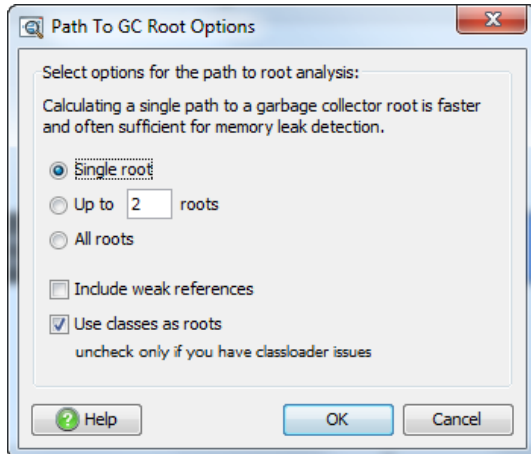 Path To GC Root Options
Select options for the path to root analysis:
Calculating a single path to a garbage collector root is faster
and often sufficient for memory leak detection.
Single root
Up to 2 roots
All roots
Include weak references
Use classes as roots
uncheck only if you have classloader issues
Help OK Cancel